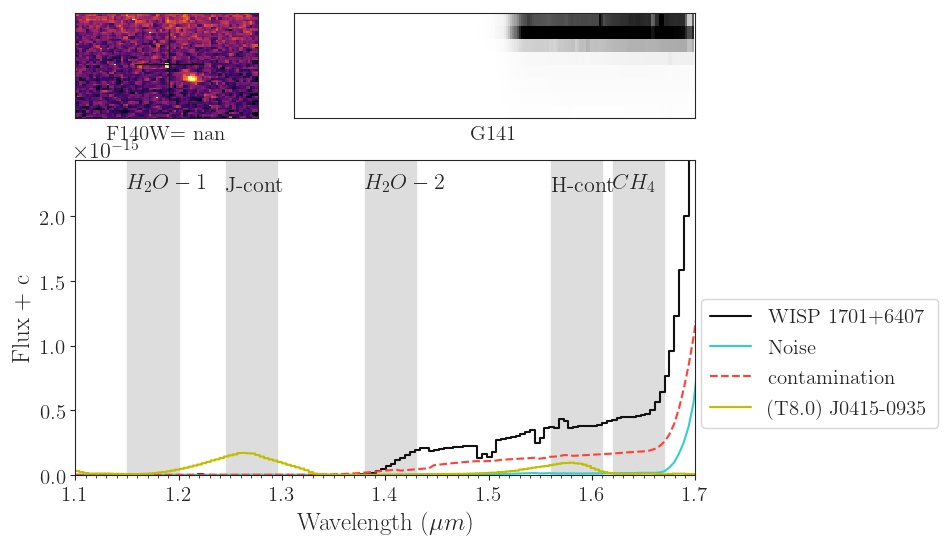 F140W= nan
G141
×10⁻¹⁵
H₂O − 1
J-cont
H₂O − 2
H-cont
CH₄
2.0
1.5
1.0
0.5
0.0
Flux + c
1.1 1.2 1.3 1.4 1.5 1.6 1.7
Wavelength (μm)
WISP 1701+6407
Noise
contamination
(T8.0) J0415-0935